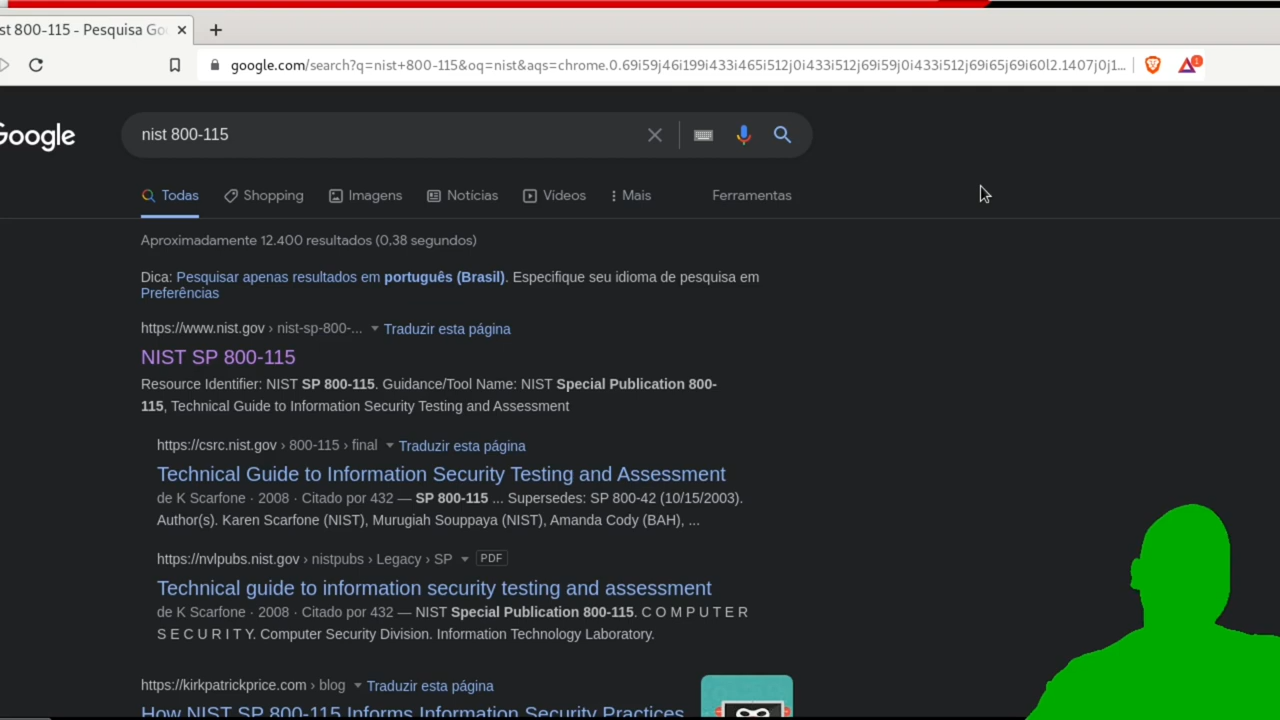 st 800-115 - Pesquisa Go
google.com/search?q=nist+800-115&oq=nist&aqs=chrome.0.69i59j46i199i433i465i512j0i433i512j69i59j0i433i512j69i65j69i60l2.1407j0j1...
1
Google
nist 800-115
Todas Shopping Imagens Notícias Vídeos Mais Ferramentas
Aproximadamente 12.400 resultados (0,38 segundos)
Dica: Pesquisar apenas resultados em português (Brasil). Especifique seu idioma de pesquisa em
Preferências
https://www.nist.gov › nist-sp-800-... Traduzir esta página
NIST SP 800-115
Resource Identifier: NIST SP 800-115. Guidance/Tool Name: NIST Special Publication 800-
115, Technical Guide to Information Security Testing and Assessment
https://csrc.nist.gov › 800-115 › final Traduzir esta página
Technical Guide to Information Security Testing and Assessment
de K Scarfone · 2008 · Citado por 432 — SP 800-115 ... Supersedes: SP 800-42 (10/15/2003).
Author(s). Karen Scarfone (NIST), Murugiah Souppaya (NIST), Amanda Cody (BAH), ...
https://nvlpubs.nist.gov › nistpubs › Legacy › SP PDF
Technical guide to information security testing and assessment
de K Scarfone · 2008 · Citado por 432 — NIST Special Publication 800-115. C O M P U T E R
S E C U R I T Y. Computer Security Division. Information Technology Laboratory.
https://kirkpatrickprice.com › blog Traduzir esta página
How NIST SP 800-115 Informs Information Security Practices